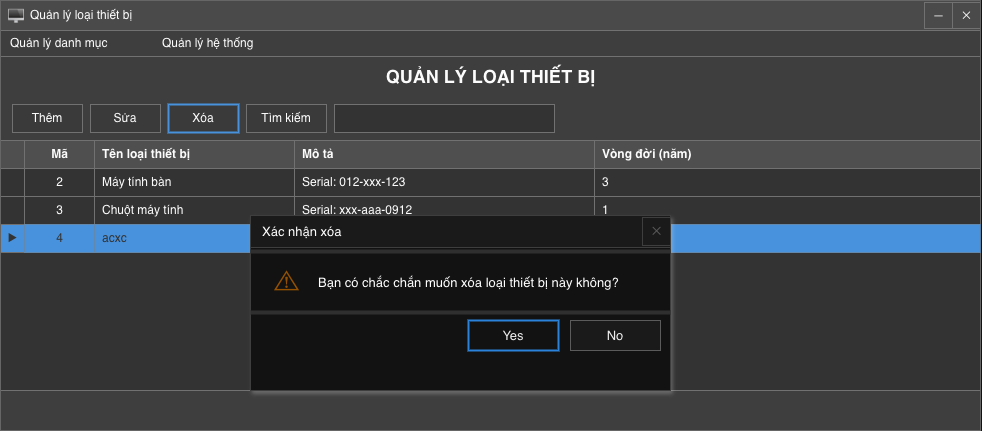 Quản lý loại thiết bị
Quản lý danh mục Quản lý hệ thống
QUẢN LÝ LOẠI THIẾT BỊ
Thêm Sửa Xóa Tìm kiếm
Mã Tên loại thiết bị Mô tả Vòng đời (năm)
2 Máy tính bàn Serial: 012-xxx-123 3
3 Chuột máy tính Serial: xxx-aaa-0912 1
4 acxc
Xác nhận xóa
Bạn có chắc chắn muốn xóa loại thiết bị này không?
Yes No